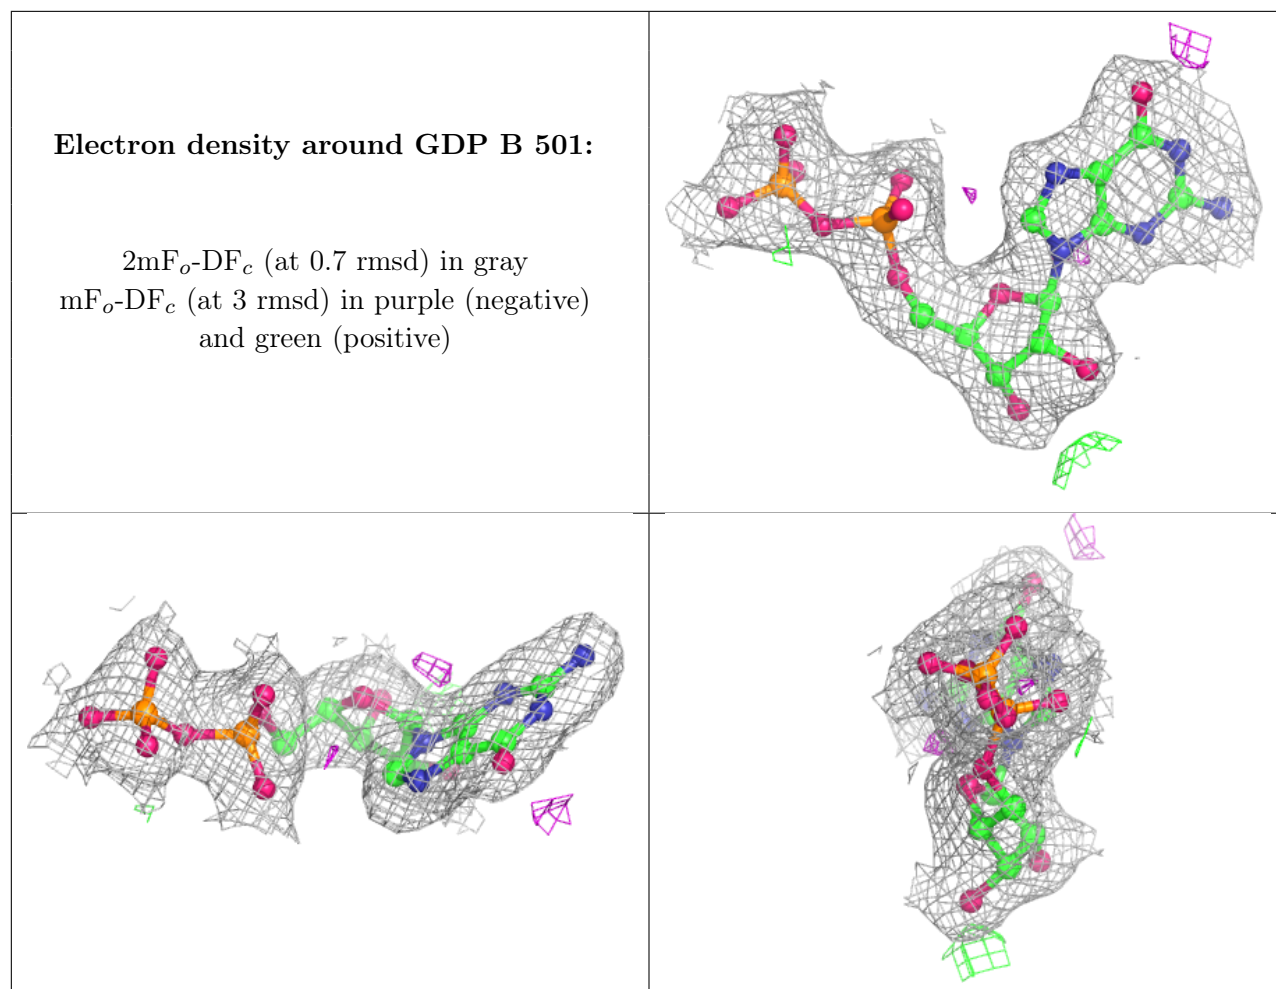 Electron density around GDP B 501:
2mFo-DFc (at 0.7 rmsd) in gray
mFo-DFc (at 3 rmsd) in purple (negative)
and green (positive)